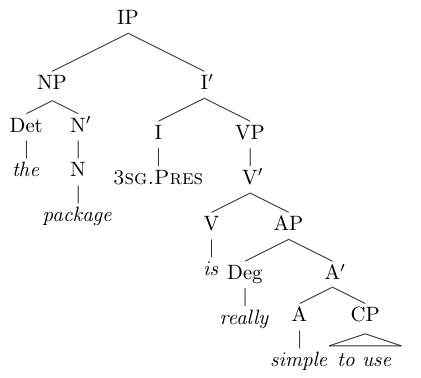 IP
NP I′
Det N′ I VP
the N 3SG.PRES V′
package V AP
is Deg A′
really A CP
simple to use